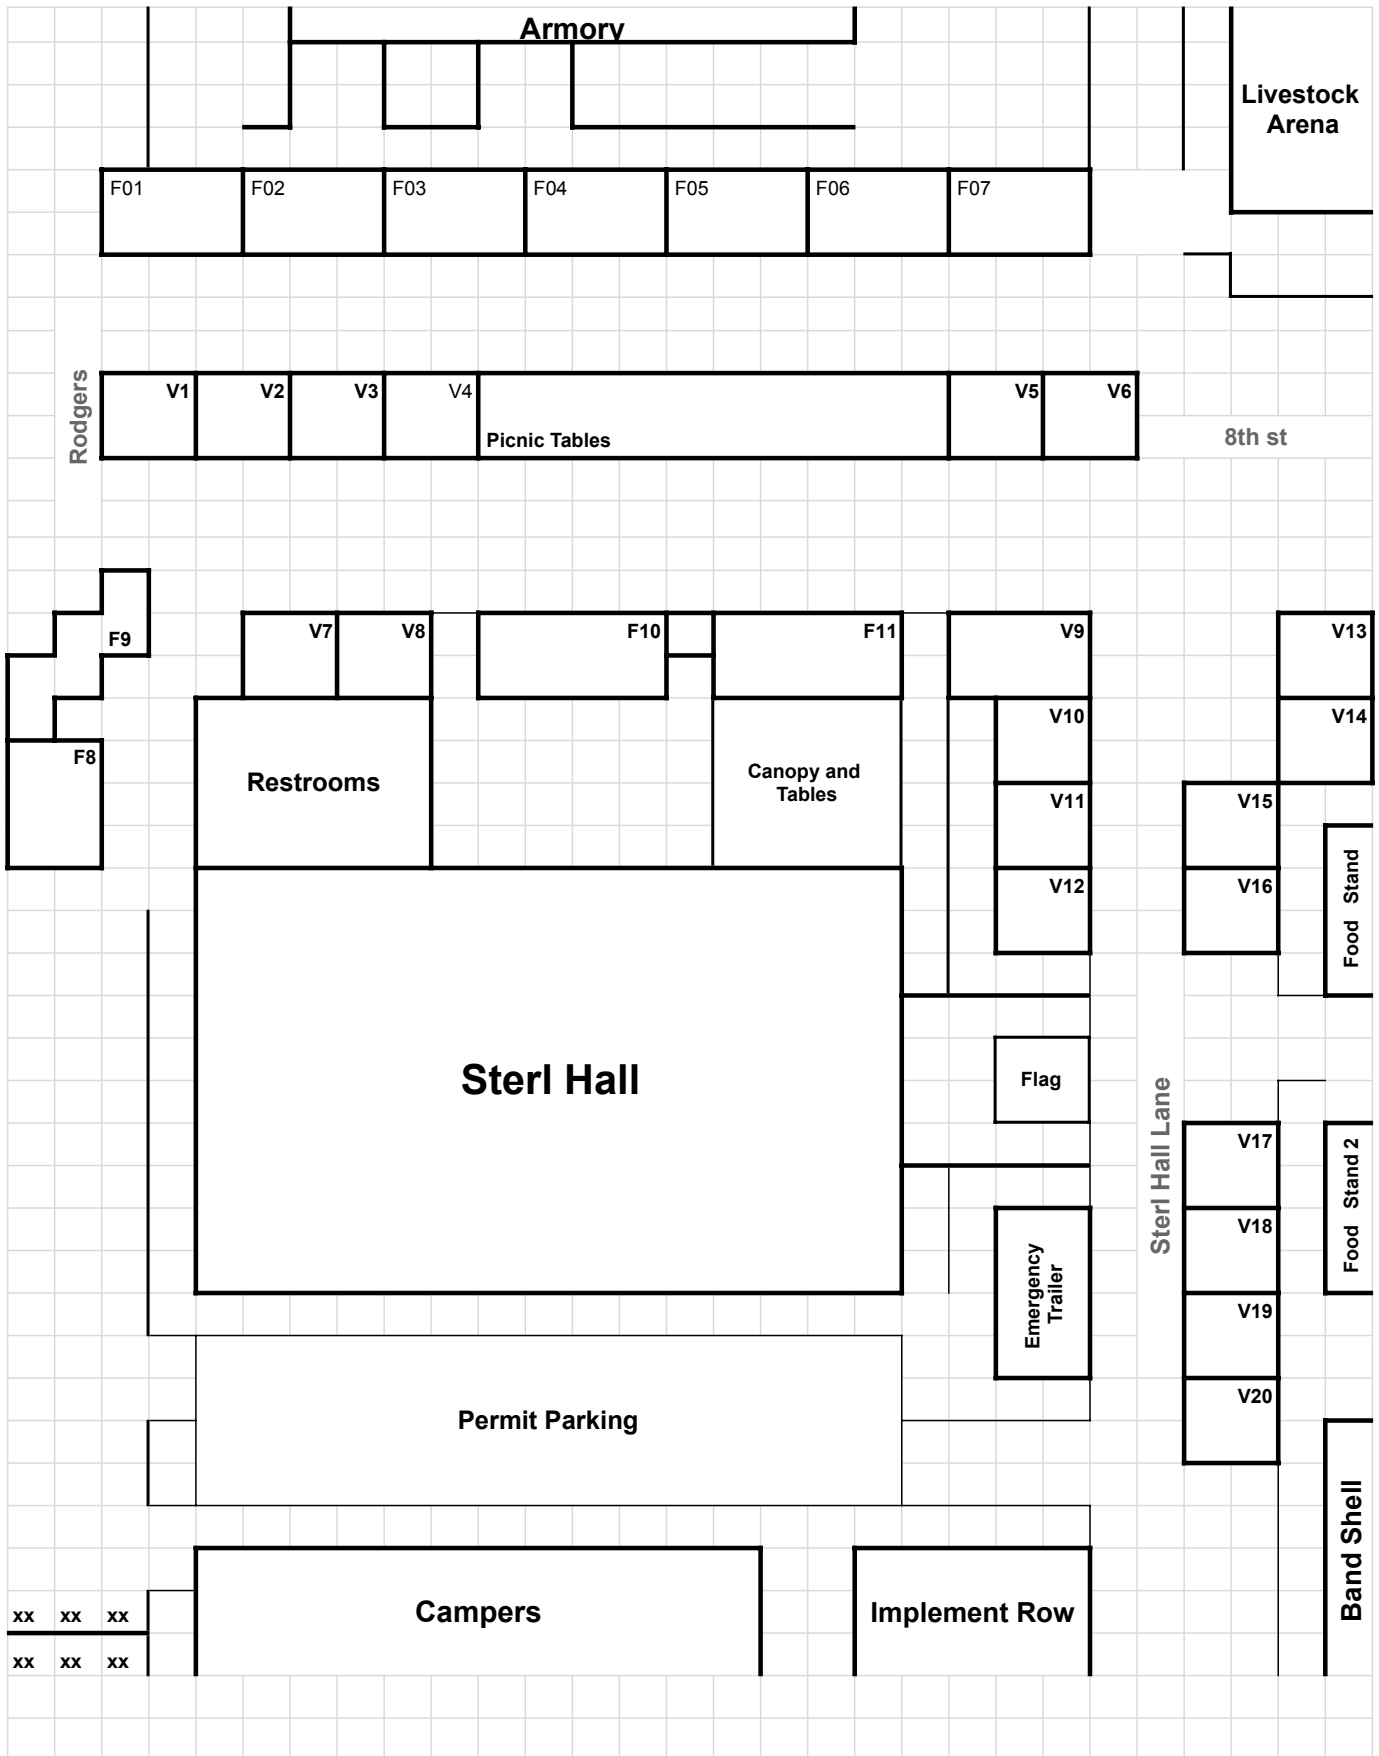 Armory
Livestock
Arena
F01 F02 F03 F04 F05 F06 F07
Rodgers
V1 V2 V3 V4 V5 V6
Picnic Tables
8th st
F9 V7 V8 F10 F11 V9 V13
V10 V14
F8
Restrooms
Canopy and
Tables
V11 V15
V12 V16
Food Stand
Sterl Hall
Flag
Sterl Hall Lane
V17
Food Stand 2
V18
Emergency
Trailer
V19
V20
Permit Parking
Band Shell
Campers
Implement Row
xx xx xx
xx xx xx